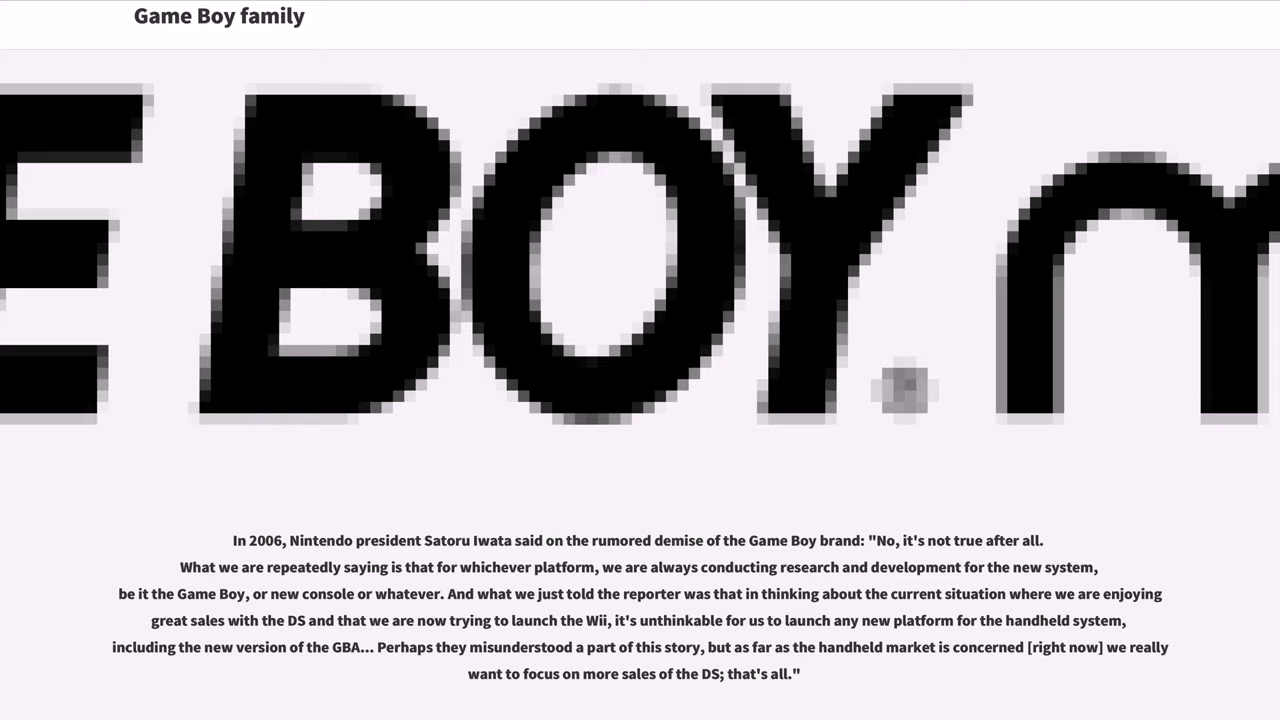 Game Boy family
E BOY. m
In 2006, Nintendo president Satoru Iwata said on the rumored demise of the Game Boy brand: "No, it's not true after all.
What we are repeatedly saying is that for whichever platform, we are always conducting research and development for the new system,
be it the Game Boy, or new console or whatever. And what we just told the reporter was that in thinking about the current situation where we are enjoying
great sales with the DS and that we are now trying to launch the Wii, it's unthinkable for us to launch any new platform for the handheld system,
including the new version of the GBA... Perhaps they misunderstood a part of this story, but as far as the handheld market is concerned [right now] we really
want to focus on more sales of the DS; that's all."